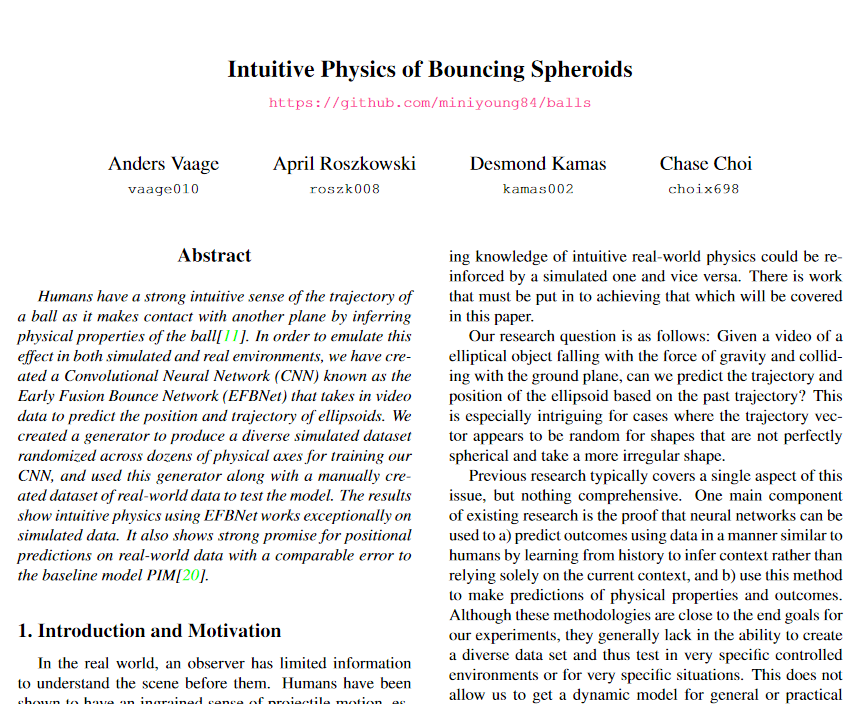 Intuitive Physics of Bouncing Spheroids
https://github.com/miniyoung84/balls
Anders Vaage
vaage010
April Roszkowski
roszk008
Desmond Kamas
kamas002
Chase Choi
choix698
Abstract
Humans have a strong intuitive sense of the trajectory of
a ball as it makes contact with another plane by inferring
physical properties of the ball[11]. In order to emulate this
effect in both simulated and real environments, we have cre-
ated a Convolutional Neural Network (CNN) known as the
Early Fusion Bounce Network (EFBNet) that takes in video
data to predict the position and trajectory of ellipsoids. We
created a generator to produce a diverse simulated dataset
randomized across dozens of physical axes for training our
CNN, and used this generator along with a manually cre-
ated dataset of real-world data to test the model. The results
show intuitive physics using EFBNet works exceptionally on
simulated data. It also shows strong promise for positional
predictions on real-world data with a comparable error to
the baseline model PIM[20].
1. Introduction and Motivation
In the real world, an observer has limited information
to understand the scene before them. Humans have been
shown to have an ingrained sense of projectile motion, es-
ing knowledge of intuitive real-world physics could be re-
inforced by a simulated one and vice versa. There is work
that must be put in to achieving that which will be covered
in this paper.
Our research question is as follows: Given a video of a
elliptical object falling with the force of gravity and collid-
ing with the ground plane, can we predict the trajectory and
position of the ellipsoid based on the past trajectory? This
is especially intriguing for cases where the trajectory vec-
tor appears to be random for shapes that are not perfectly
spherical and take a more irregular shape.
Previous research typically covers a single aspect of this
issue, but nothing comprehensive. One main component
of existing research is the proof that neural networks can be
used to a) predict outcomes using data in a manner similar to
humans by learning from history to infer context rather than
relying solely on the current context, and b) use this method
to make predictions of physical properties and outcomes.
Although these methodologies are close to the end goals for
our experiments, they generally lack in the ability to create
a diverse data set and thus test in very specific controlled
environments or for very specific situations. This does not
allow us to get a dynamic model for general or practical